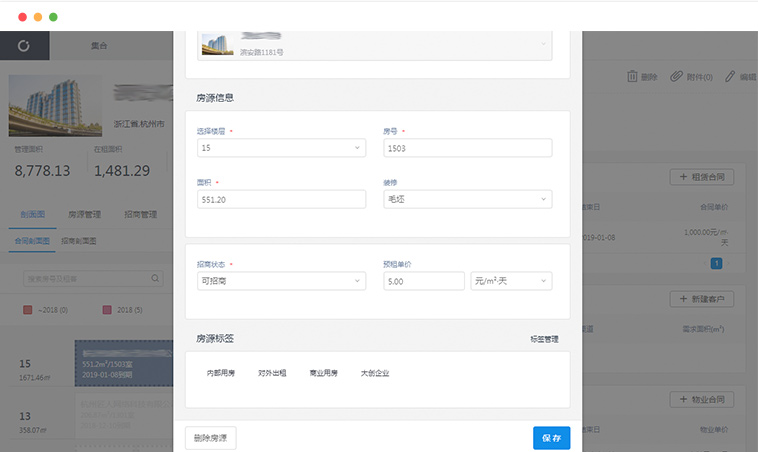 集合
滨安路1181号
删除
附件(0)
编辑
浙江省,杭州市
管理面积
在租面积
8,778.13
1,481.29
剖面图
房源管理
招商管理
合同剖面图
招商剖面图
搜索房号及租客
~2018 (0)
2018 (5)
15
1671.46㎡
551.2m²/1503室
2019-01-08到期
13
358.07㎡
房源信息
选择楼层 *
房号 *
15
1503
面积 *
装修
551.20
毛坯
招商状态 *
预租单价
可招商
5.00
元/m²·天
房源标签
标签管理
内部用房
对外出租
商业用房
大创企业
删除房源
保存
+ 租赁合同
结束日
合同单价
2019-01-08
1,000.00元/㎡·天
1
+ 新建客户
渠道
需求面积(m²)
+ 物业合同
结束日
物业单价